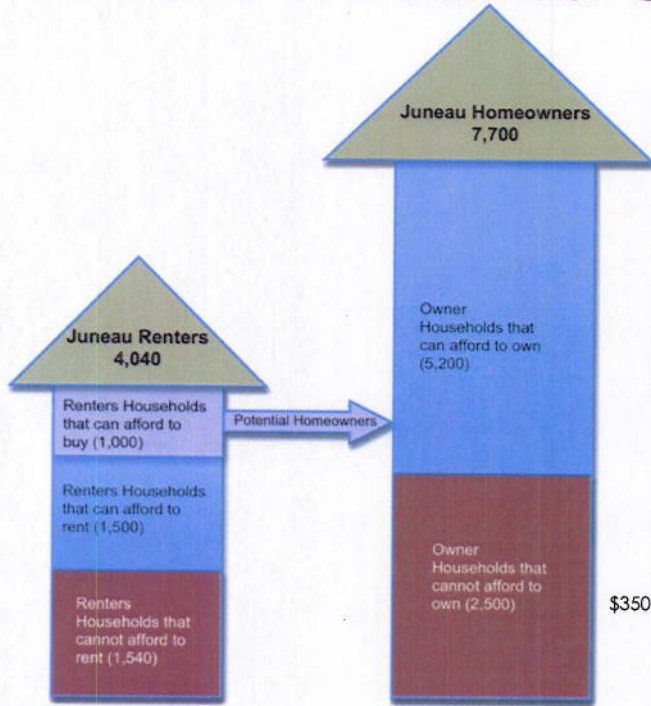 Juneau Homeowners
7,700
Owner
Households that
can afford to own
(5,200)
Juneau Renters
4,040
Renters Households
that can afford to
buy (1,000)
Potential Homeowners
Renters Households
that can afford to
rent (1,500)
Renters
Households that
cannot afford to
rent (1,540)
Owner
Households that
cannot afford to
own (2,500)
$350